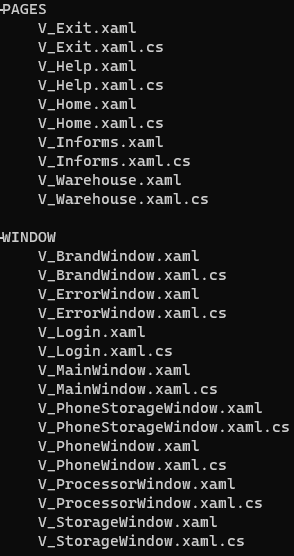 PAGES
V_Exit.xaml
V_Exit.xaml.cs
V_Help.xaml
V_Help.xaml.cs
V_Home.xaml
V_Home.xaml.cs
V_Informs.xaml
V_Informs.xaml.cs
V_Warehouse.xaml
V_Warehouse.xaml.cs
WINDOW
V_BrandWindow.xaml
V_BrandWindow.xaml.cs
V_ErrorWindow.xaml
V_ErrorWindow.xaml.cs
V_Login.xaml
V_Login.xaml.cs
V_MainWindow.xaml
V_MainWindow.xaml.cs
V_PhoneStorageWindow.xaml
V_PhoneStorageWindow.xaml.cs
V_PhoneWindow.xaml
V_PhoneWindow.xaml.cs
V_ProcessorWindow.xaml
V_ProcessorWindow.xaml.cs
V_StorageWindow.xaml
V_StorageWindow.xaml.cs